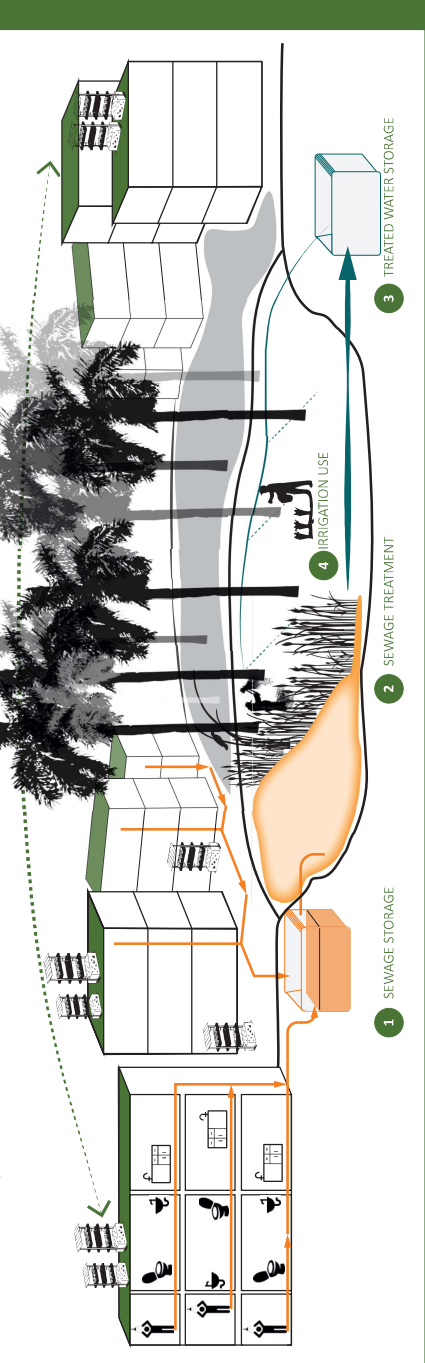 1 SEWAGE STORAGE
2 SEWAGE TREATMENT
3 TREATED WATER STORAGE
4 IRRIGATION USE